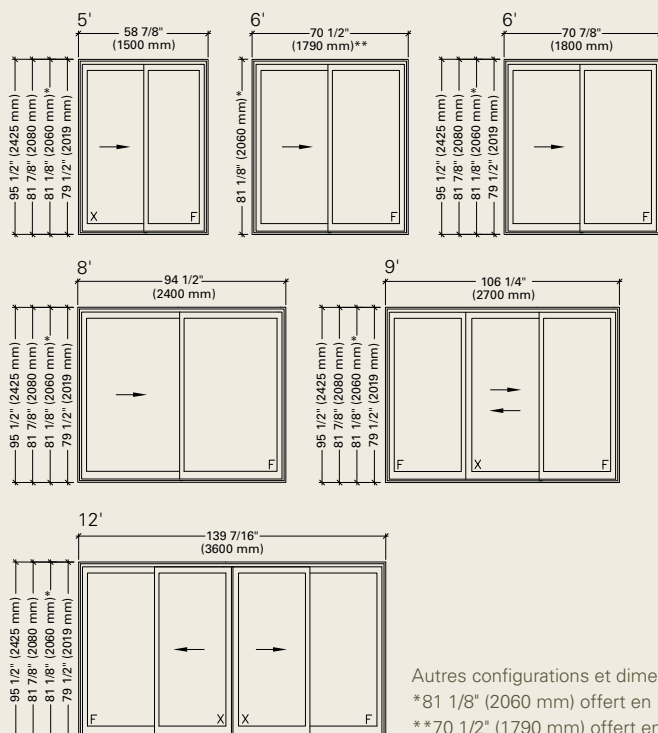 5'
58 7/8"
(1500 mm)
95 1/2" (2425 mm)
81 7/8" (2080 mm)
81 1/8" (2060 mm)*
79 1/2" (2019 mm)
X
F
6'
70 1/2"
(1790 mm)**
81 1/8" (2060 mm)*
F
6'
70 7/8"
(1800 mm)
95 1/2" (2425 mm)
81 7/8" (2080 mm)
81 1/8" (2060 mm)*
79 1/2" (2019 mm)
F
8'
94 1/2"
(2400 mm)
95 1/2" (2425 mm)
81 7/8" (2080 mm)
81 1/8" (2060 mm)*
79 1/2" (2019 mm)
F
9'
106 1/4"
(2700 mm)
95 1/2" (2425 mm)
81 7/8" (2080 mm)
81 1/8" (2060 mm)*
79 1/2" (2019 mm)
F
X
F
12'
139 7/16"
(3600 mm)
95 1/2" (2425 mm)
81 7/8" (2080 mm)
81 1/8" (2060 mm)*
79 1/2" (2019 mm)
F
X
X
F
Autres configurations et dime
*81 1/8" (2060 mm) offert en
**70 1/2" (1790 mm) offert en